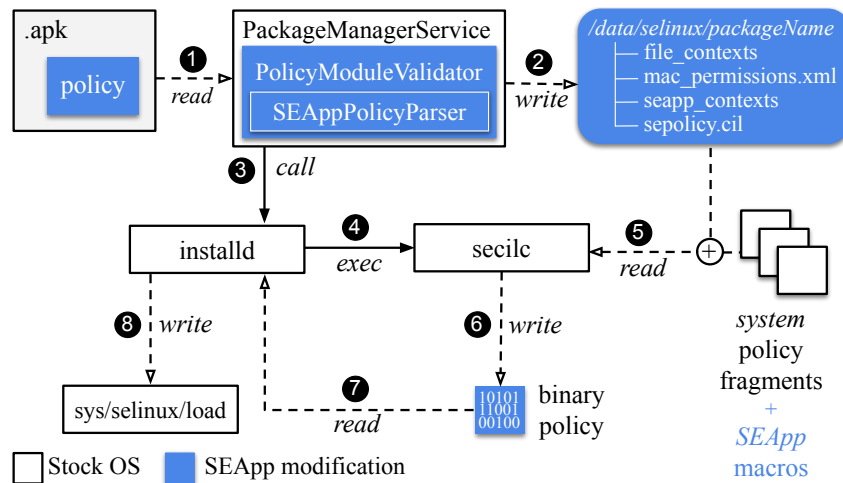 .apk
policy
1
read
PackageManagerService
PolicyModuleValidator
SEAppPolicyParser
2
write
/data/selinux/packageName
file_contexts
mac_permissions.xml
seapp_contexts
sepolicy.cil
3
call
installd
4
exec
secilc
5
read
+
system
policy
fragments
+
SEApp
macros
8
write
6
write
sys/selinux/load
7
read
10101
11001
00100
binary
policy
Stock OS
SEApp modification